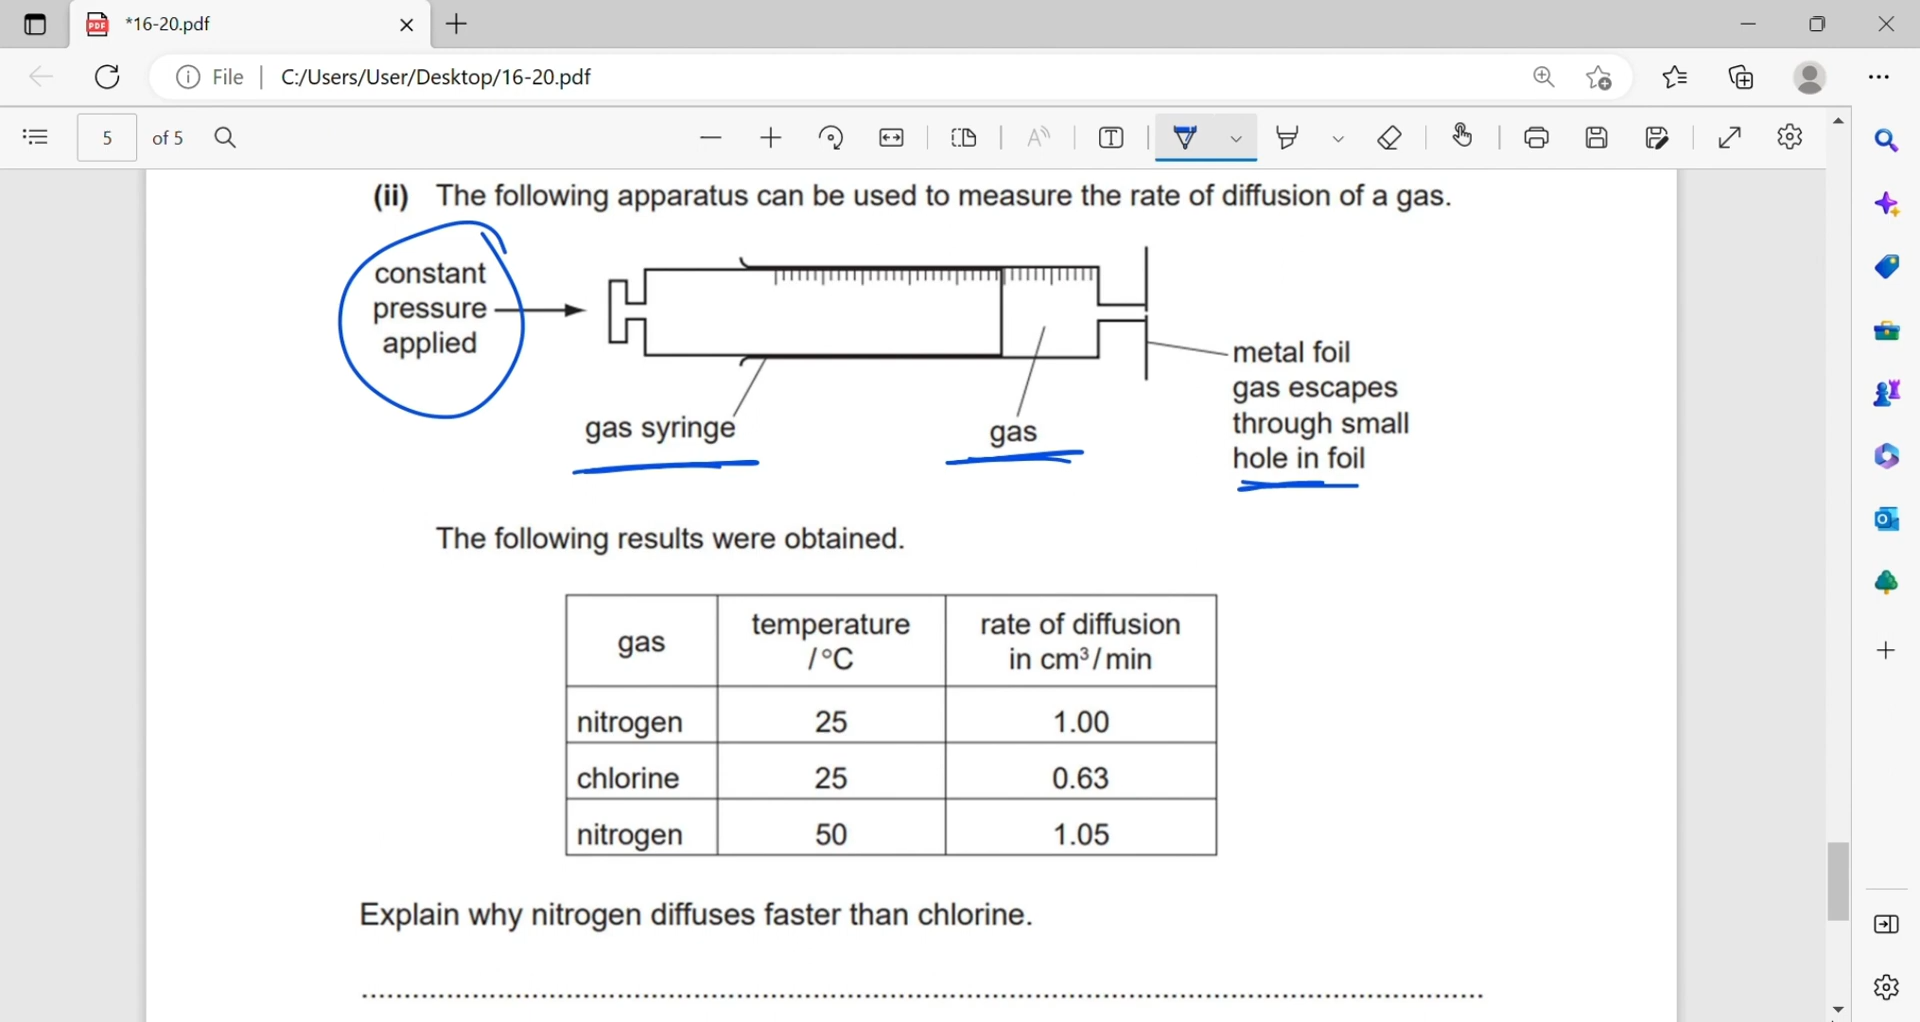 *16-20.pdf
File | C:/Users/User/Desktop/16-20.pdf
5 of 5
(ii) The following apparatus can be used to measure the rate of diffusion of a gas.
constant
pressure
applied
metal foil
gas escapes
through small
hole in foil
gas syringe
gas
The following results were obtained.
gas temperature /°C rate of diffusion in cm³/min
nitrogen 25 1.00
chlorine 25 0.63
nitrogen 50 1.05
Explain why nitrogen diffuses faster than chlorine.